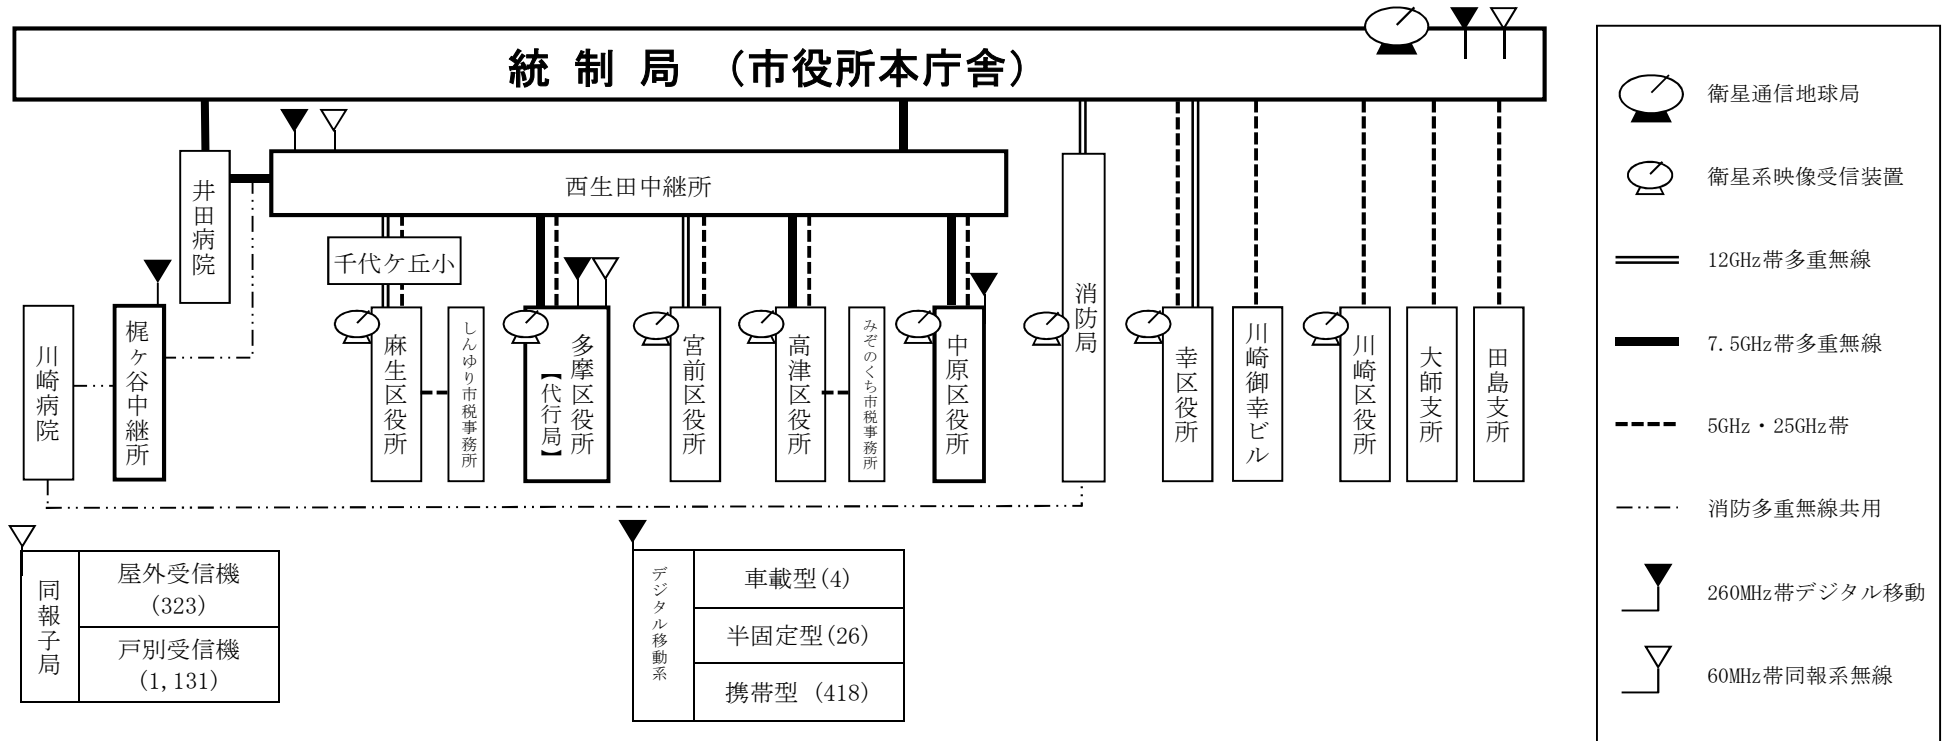 統 制 局 （市役所本庁舎）
西生田中継所
井田病院
千代ケ丘小
川崎病院
梶ヶ谷中継所
麻生区役所
しんゆり市税事務所
多摩区役所
【代行局】
宮前区役所
高津区役所
みぞのくち市税事務所
中原区役所
消防局
幸区役所
川崎御幸ビル
川崎区役所
大師支所
田島支所
同報子局
屋外受信機
(323)
戸別受信機
(1,131)
デジタル移動系
車載型(4)
半固定型(26)
携帯型 (418)
衛星通信地球局
衛星系映像受信装置
12GHz帯多重無線
7.5GHz帯多重無線
5GHz・25GHz帯
消防多重無線共用
260MHz帯デジタル移動
60MHz帯同報系無線